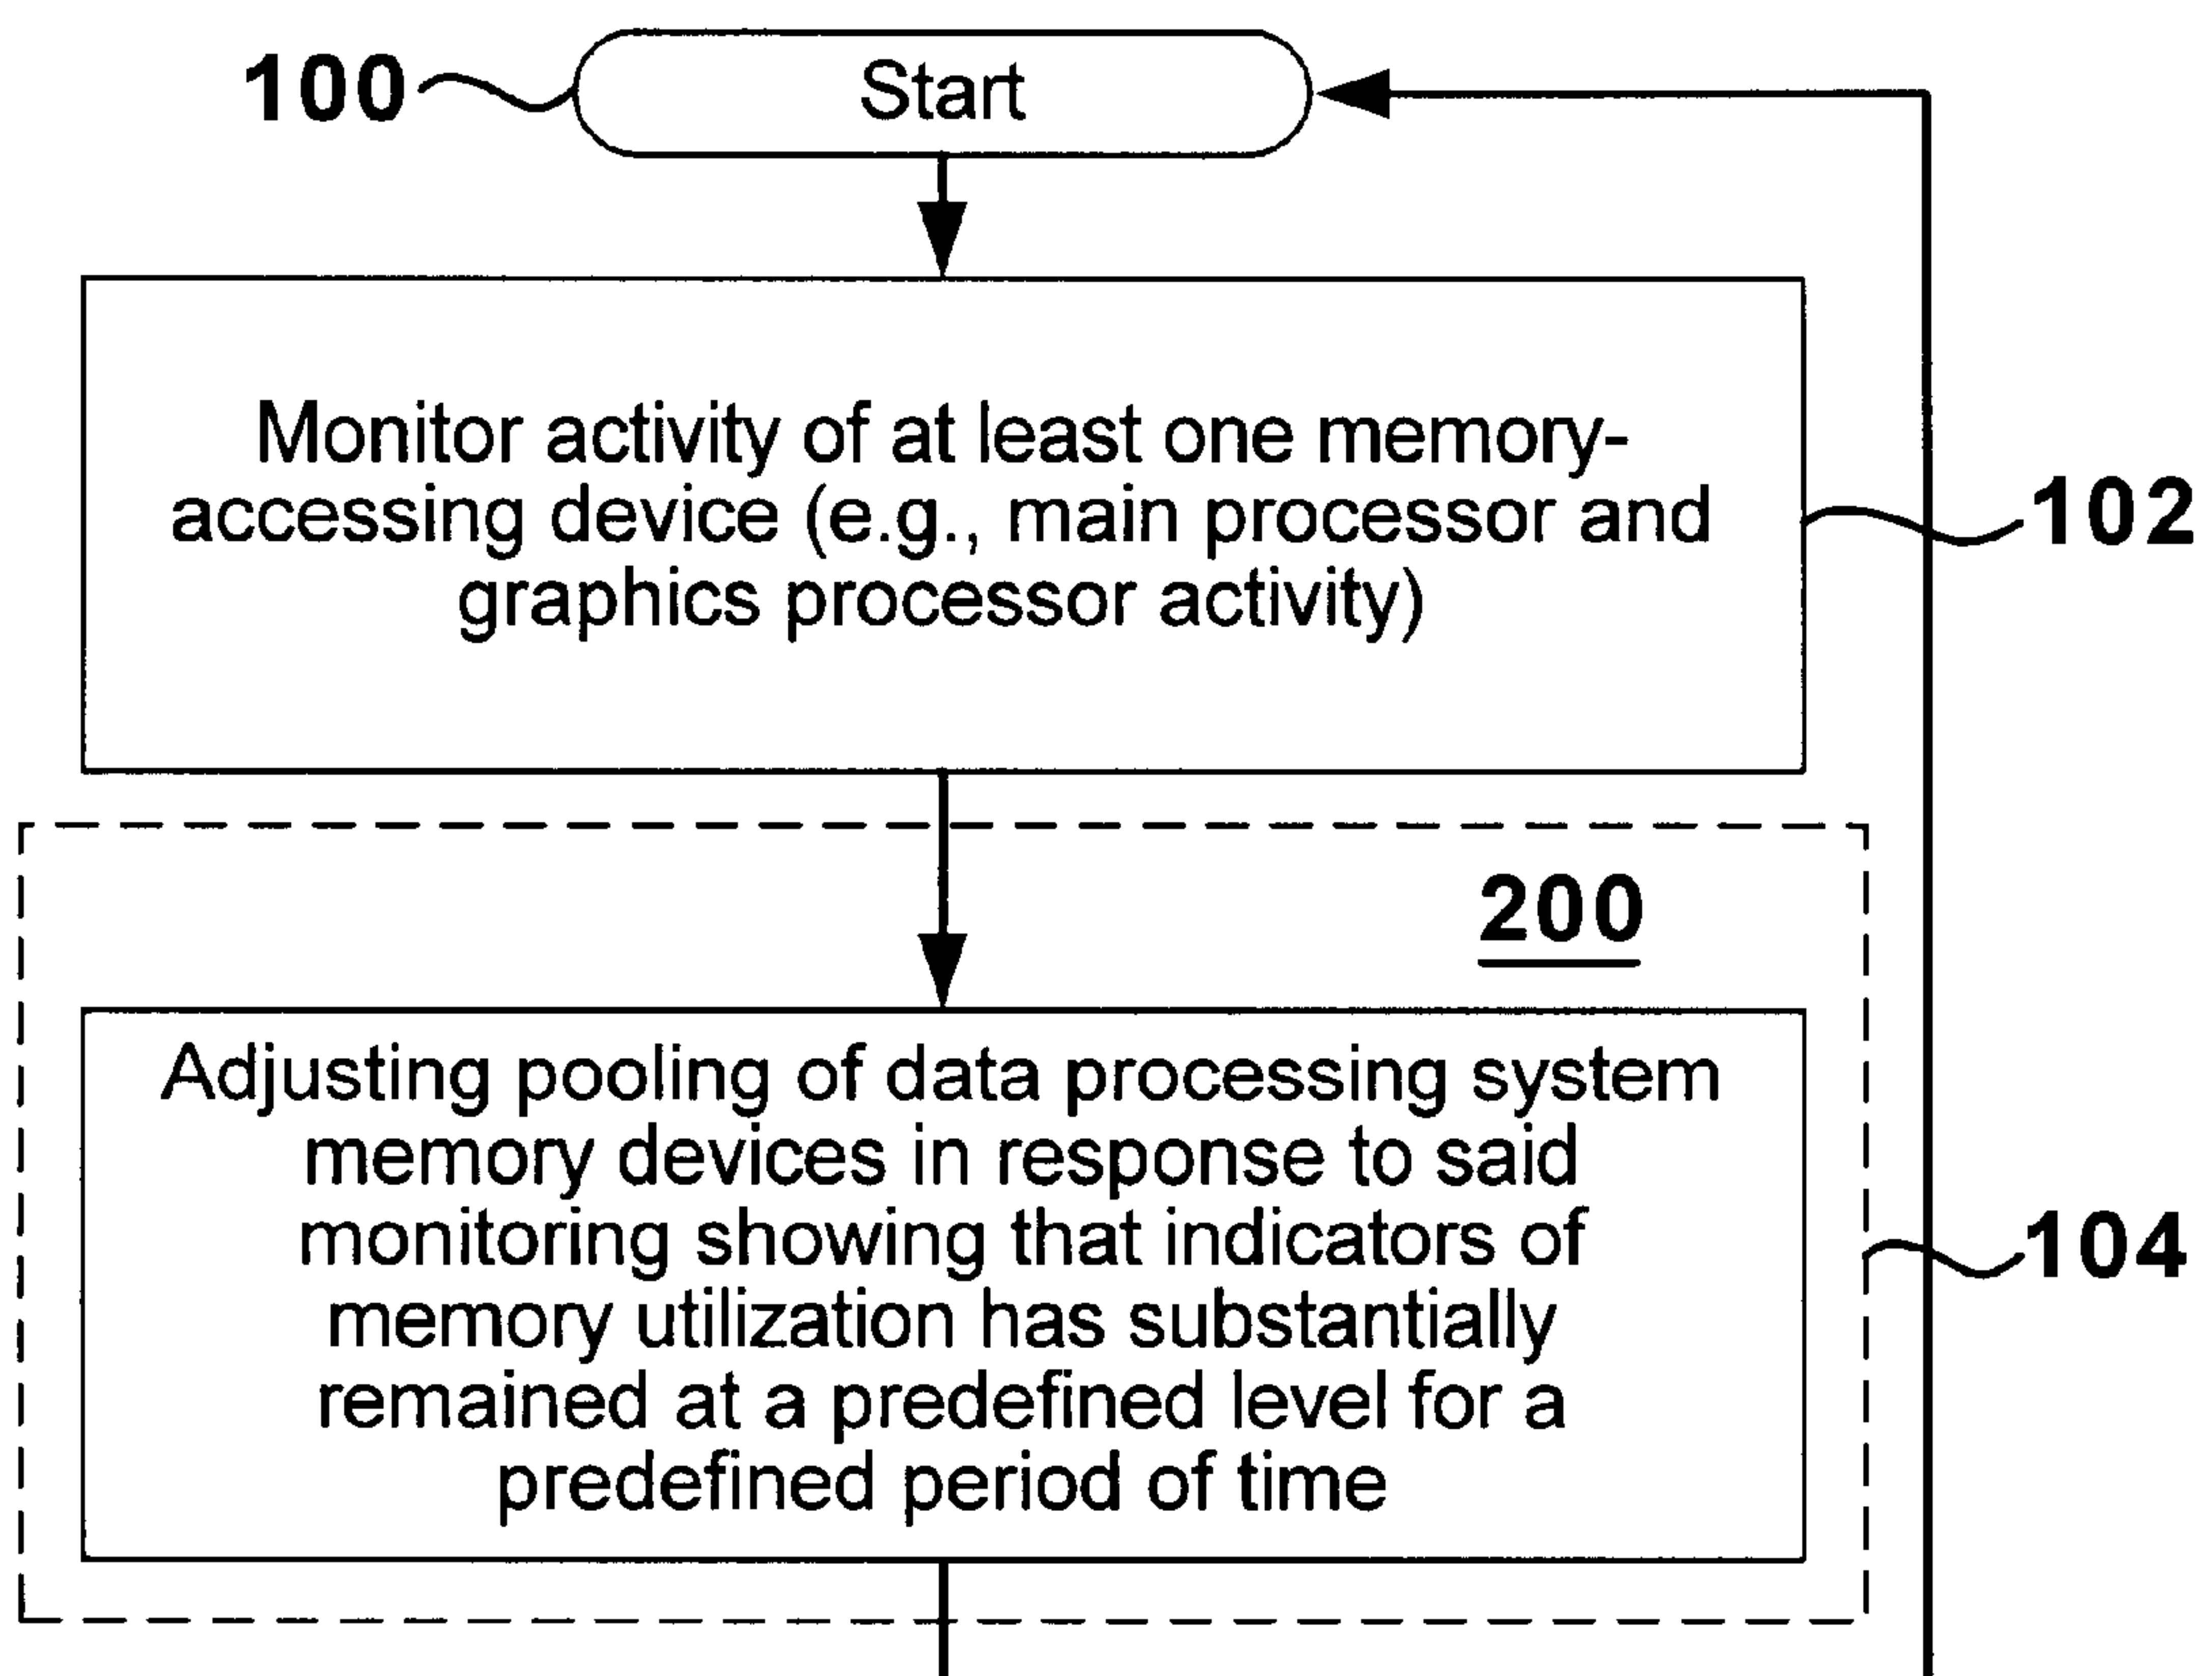 100
Start
Monitor activity of at least one memory-
accessing device (e.g., main processor and
graphics processor activity)
102
200
Adjusting pooling of data processing system
memory devices in response to said
monitoring showing that indicators of
memory utilization has substantially
remained at a predefined level for a
predefined period of time
104